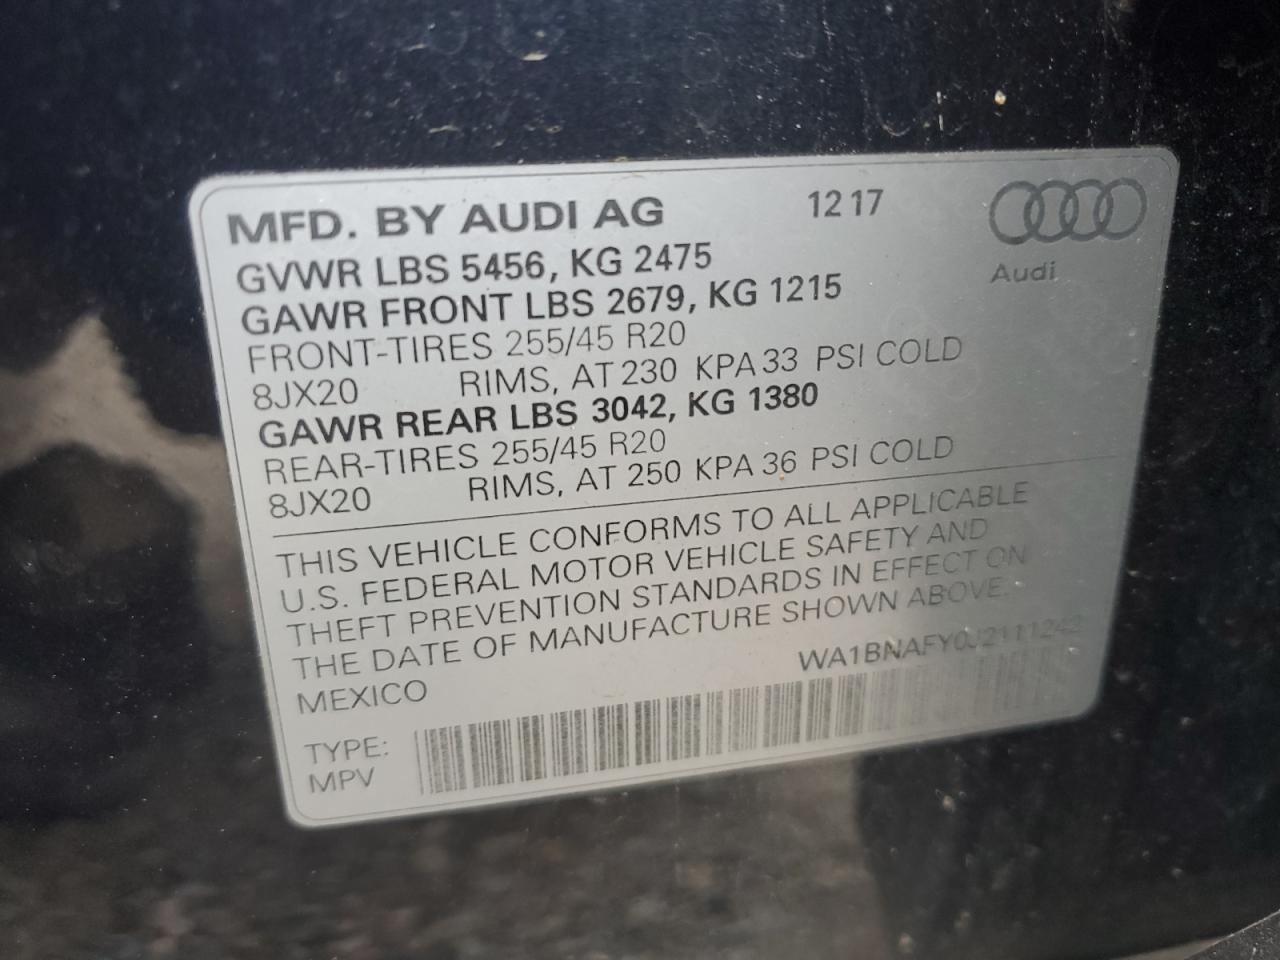 MFD. BY AUDI AG 12 17
Audi
GVWR LBS 5456, KG 2475
GAWR FRONT LBS 2679, KG 1215
FRONT-TIRES 255/45 R20
8JX20 RIMS, AT 230 KPA 33 PSI COLD
GAWR REAR LBS 3042, KG 1380
REAR-TIRES 255/45 R20
8JX20 RIMS, AT 250 KPA 36 PSI COLD
THIS VEHICLE CONFORMS TO ALL APPLICABLE
U.S. FEDERAL MOTOR VEHICLE SAFETY AND
THEFT PREVENTION STANDARDS IN EFFECT ON
THE DATE OF MANUFACTURE SHOWN ABOVE.
MEXICO WA1BNAFY0J2111242
TYPE:
MPV